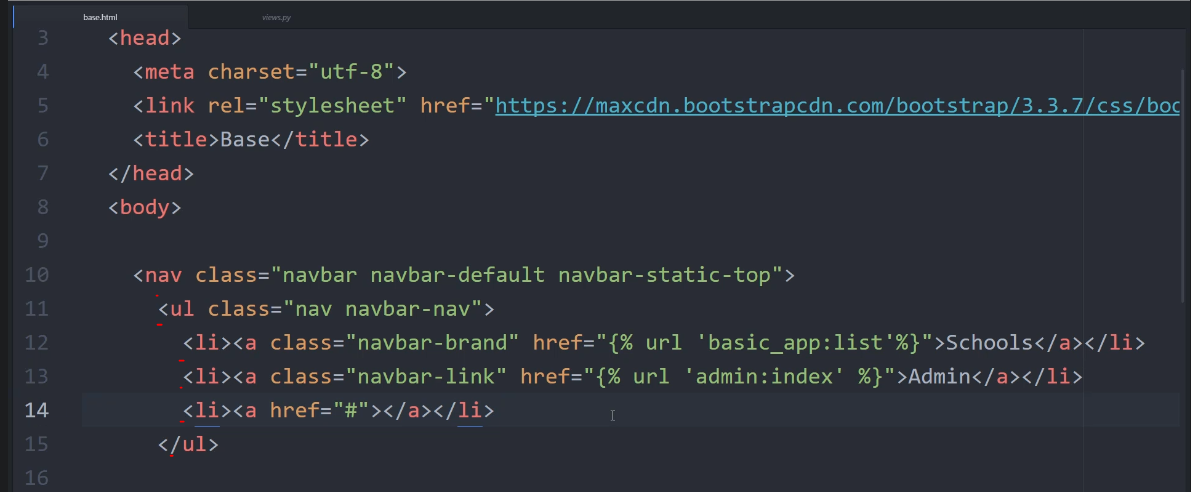 base.html views.py
3 <head>
4 <meta charset="utf-8">
5 <link rel="stylesheet" href="https://maxcdn.bootstrapcdn.com/bootstrap/3.3.7/css/boo
6 <title>Base</title>
7 </head>
8 <body>
9
10 <nav class="navbar navbar-default navbar-static-top">
11 <ul class="nav navbar-nav">
12 <li><a class="navbar-brand" href="{% url 'basic_app:list'%}">Schools</a></li>
13 <li><a class="navbar-link" href="{% url 'admin:index' %}">Admin</a></li>
14 <li><a href="#"></a></li>
15 </ul>
16